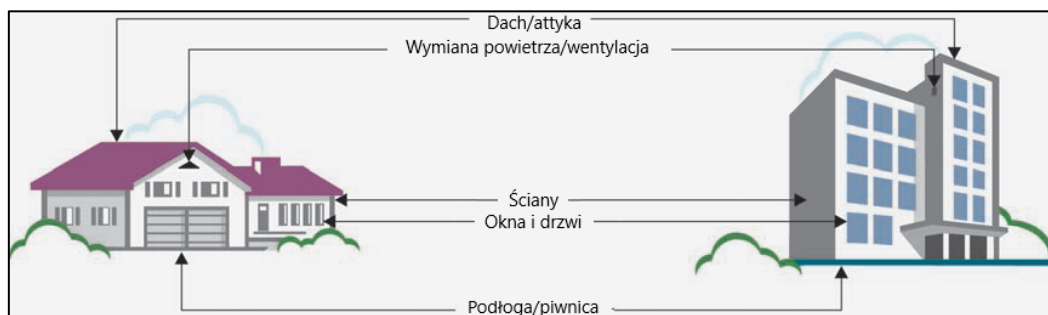 Dach/attyka
Wymiana powietrza/wentylacja
Ściany
Okna i drzwi
Podłoga/piwnica